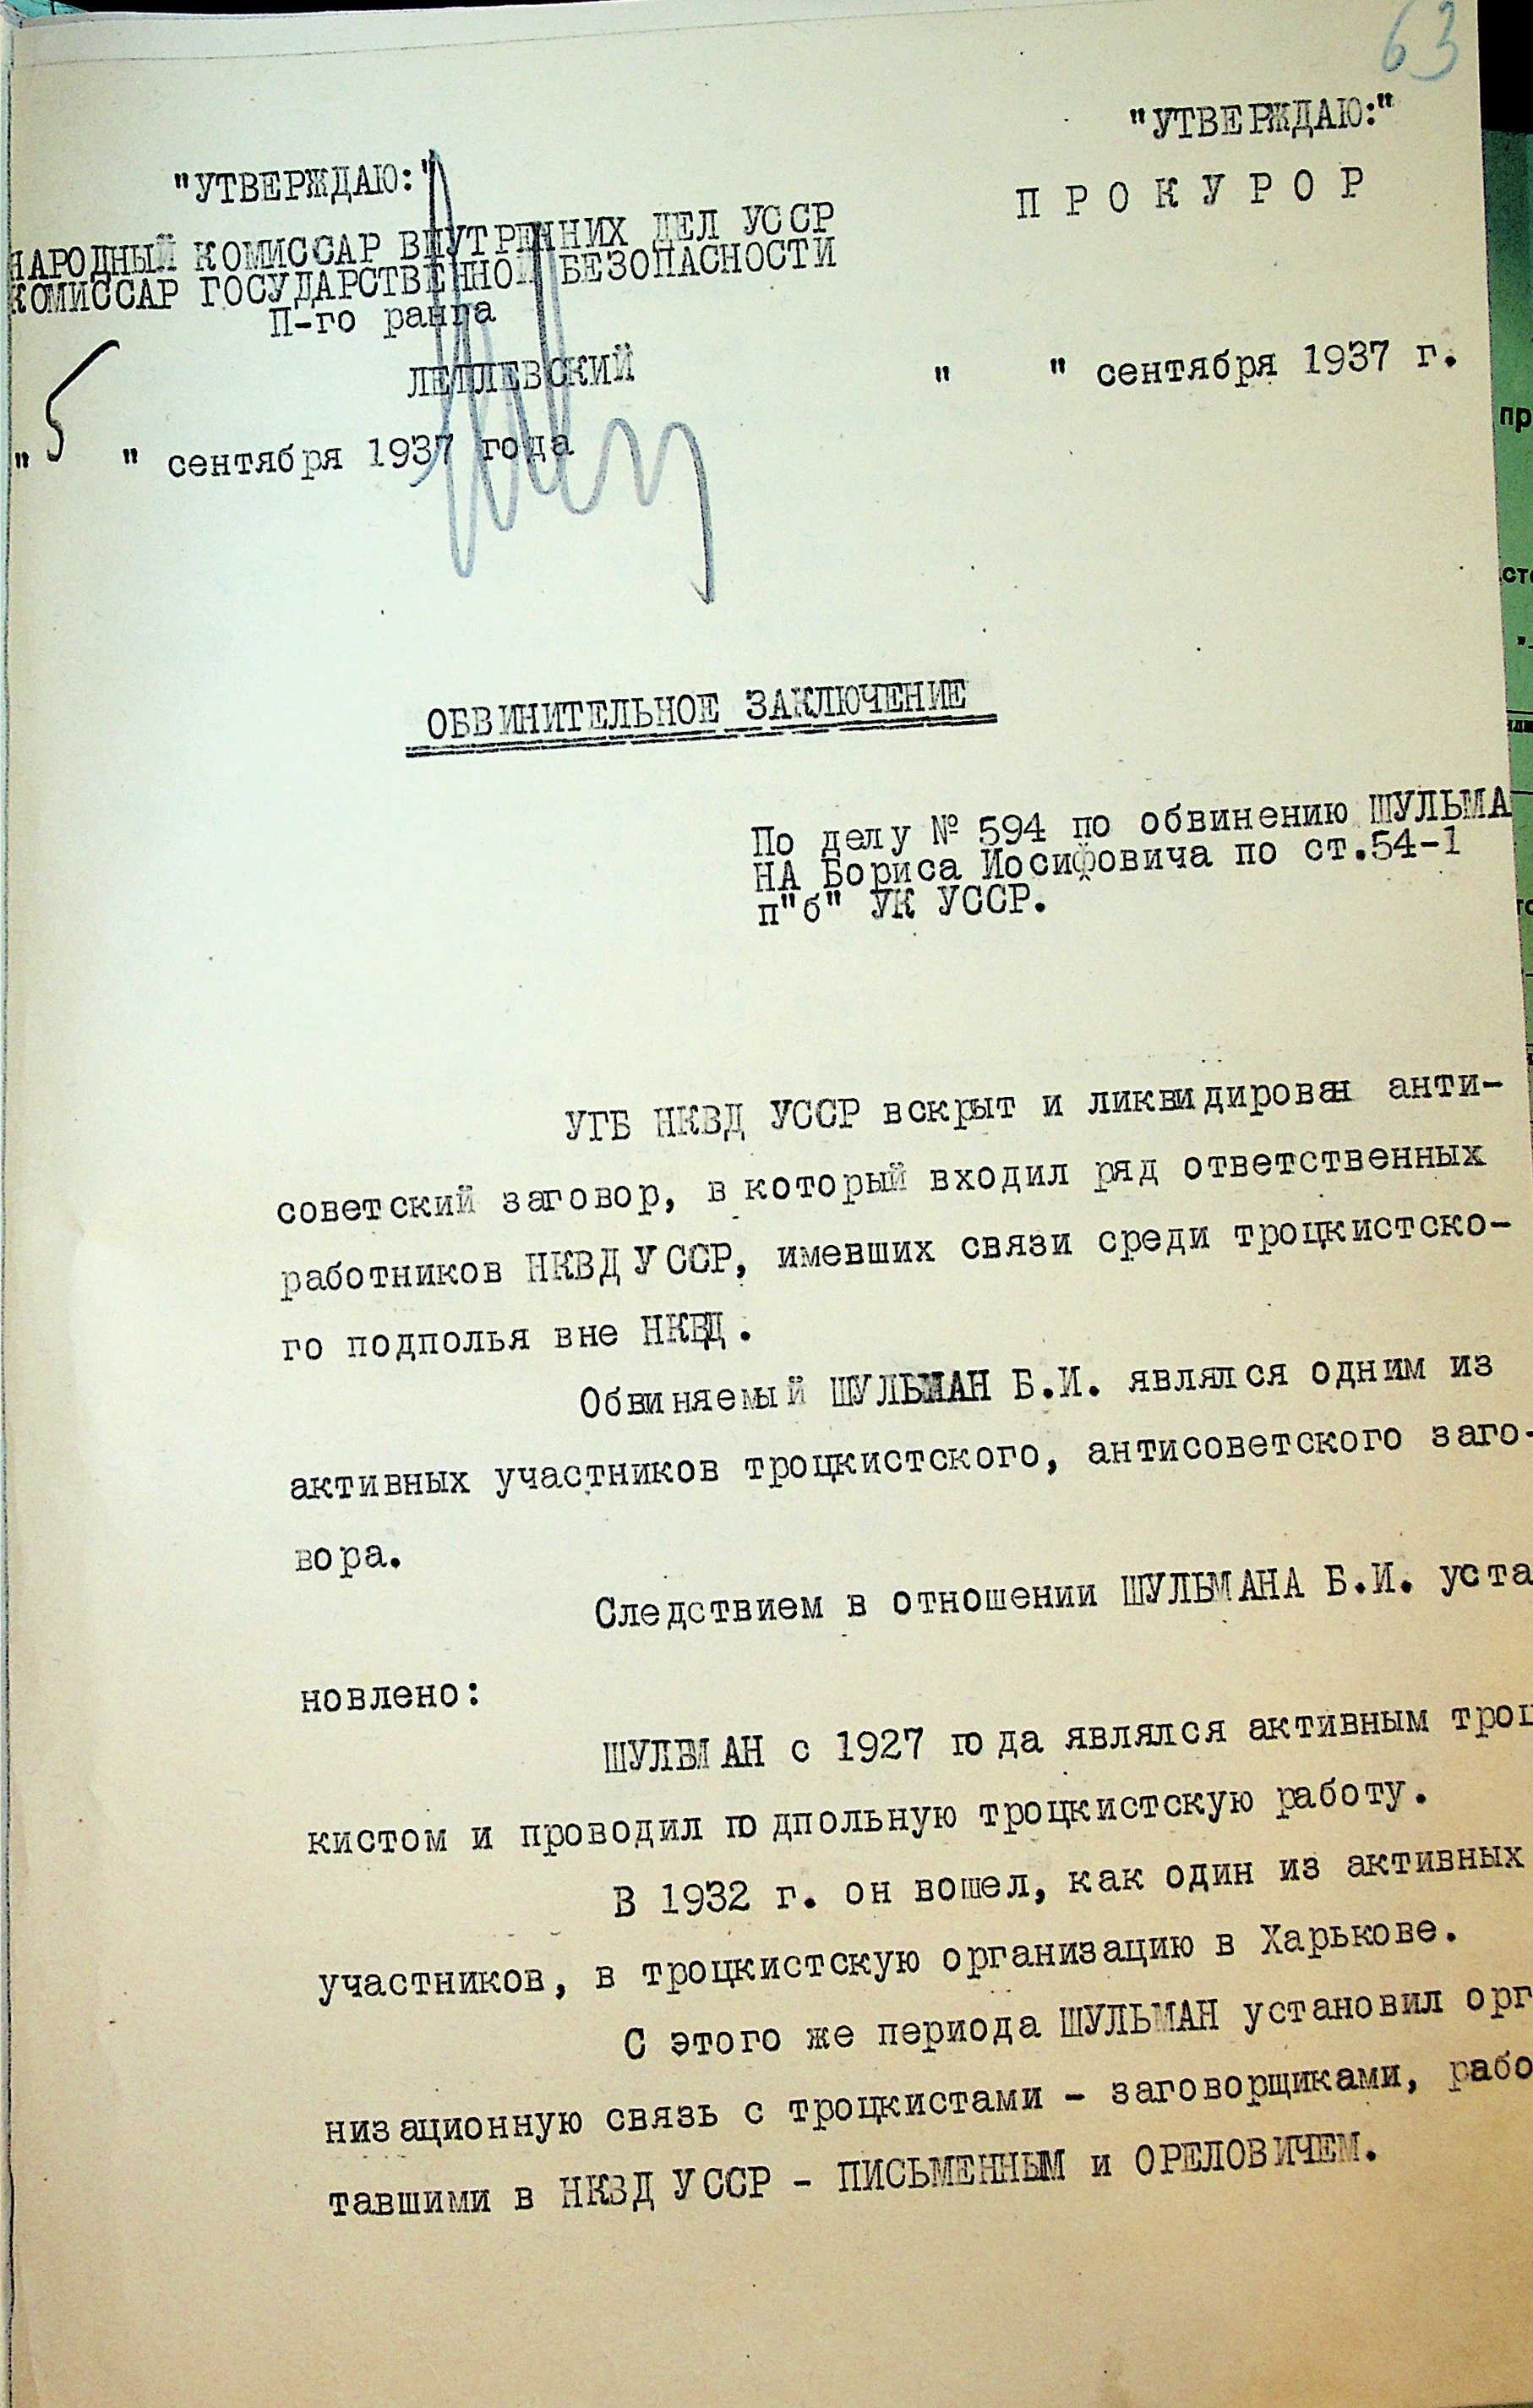 63
"УТВЕРЖДАЮ:"
ПРОКУРОР
"    " сентября 1937 г.
"УТВЕРЖДАЮ:"
НАРОДНЫЙ КОМИССАР ВНУТРЕННИХ ДЕЛ УССР
КОМИССАР ГОСУДАРСТВЕННОЙ БЕЗОПАСНОСТИ
П-го ранга
ЛЕПЛЕВСКИЙ
" 5 " сентября 1937 года
ОБВИНИТЕЛЬНОЕ ЗАКЛЮЧЕНИЕ
По делу № 594 по обвинению ШУЛЬМА
НА Бориса Иосифовича по ст.54-1
п"б" УК УССР.
УГБ НКВД УССР вскрыт и ликвидирован анти-
советский заговор, в который входил ряд ответственных
работников НКВД УССР, имевших связи среди троцкистско-
го подполья вне НКВД.
Обвиняемый ШУЛЬМАН Б.И. являлся одним из
активных участников троцкистского, антисоветского заго-
вора.
Следствием в отношении ШУЛЬМАНА Б.И. уста
новлено:
ШУЛЬМАН с 1927 года являлся активным троц
кистом и проводил подпольную троцкистскую работу.
В 1932 г. он вошел, как один из активных
участников, в троцкистскую организацию в Харькове.
С этого же периода ШУЛЬМАН установил орг
низационную связь с троцкистами - заговорщиками, рабо
тавшими в НКВД УССР - ПИСЬМЕННЫМ и ОРЕЛОВИЧЕМ.
пр